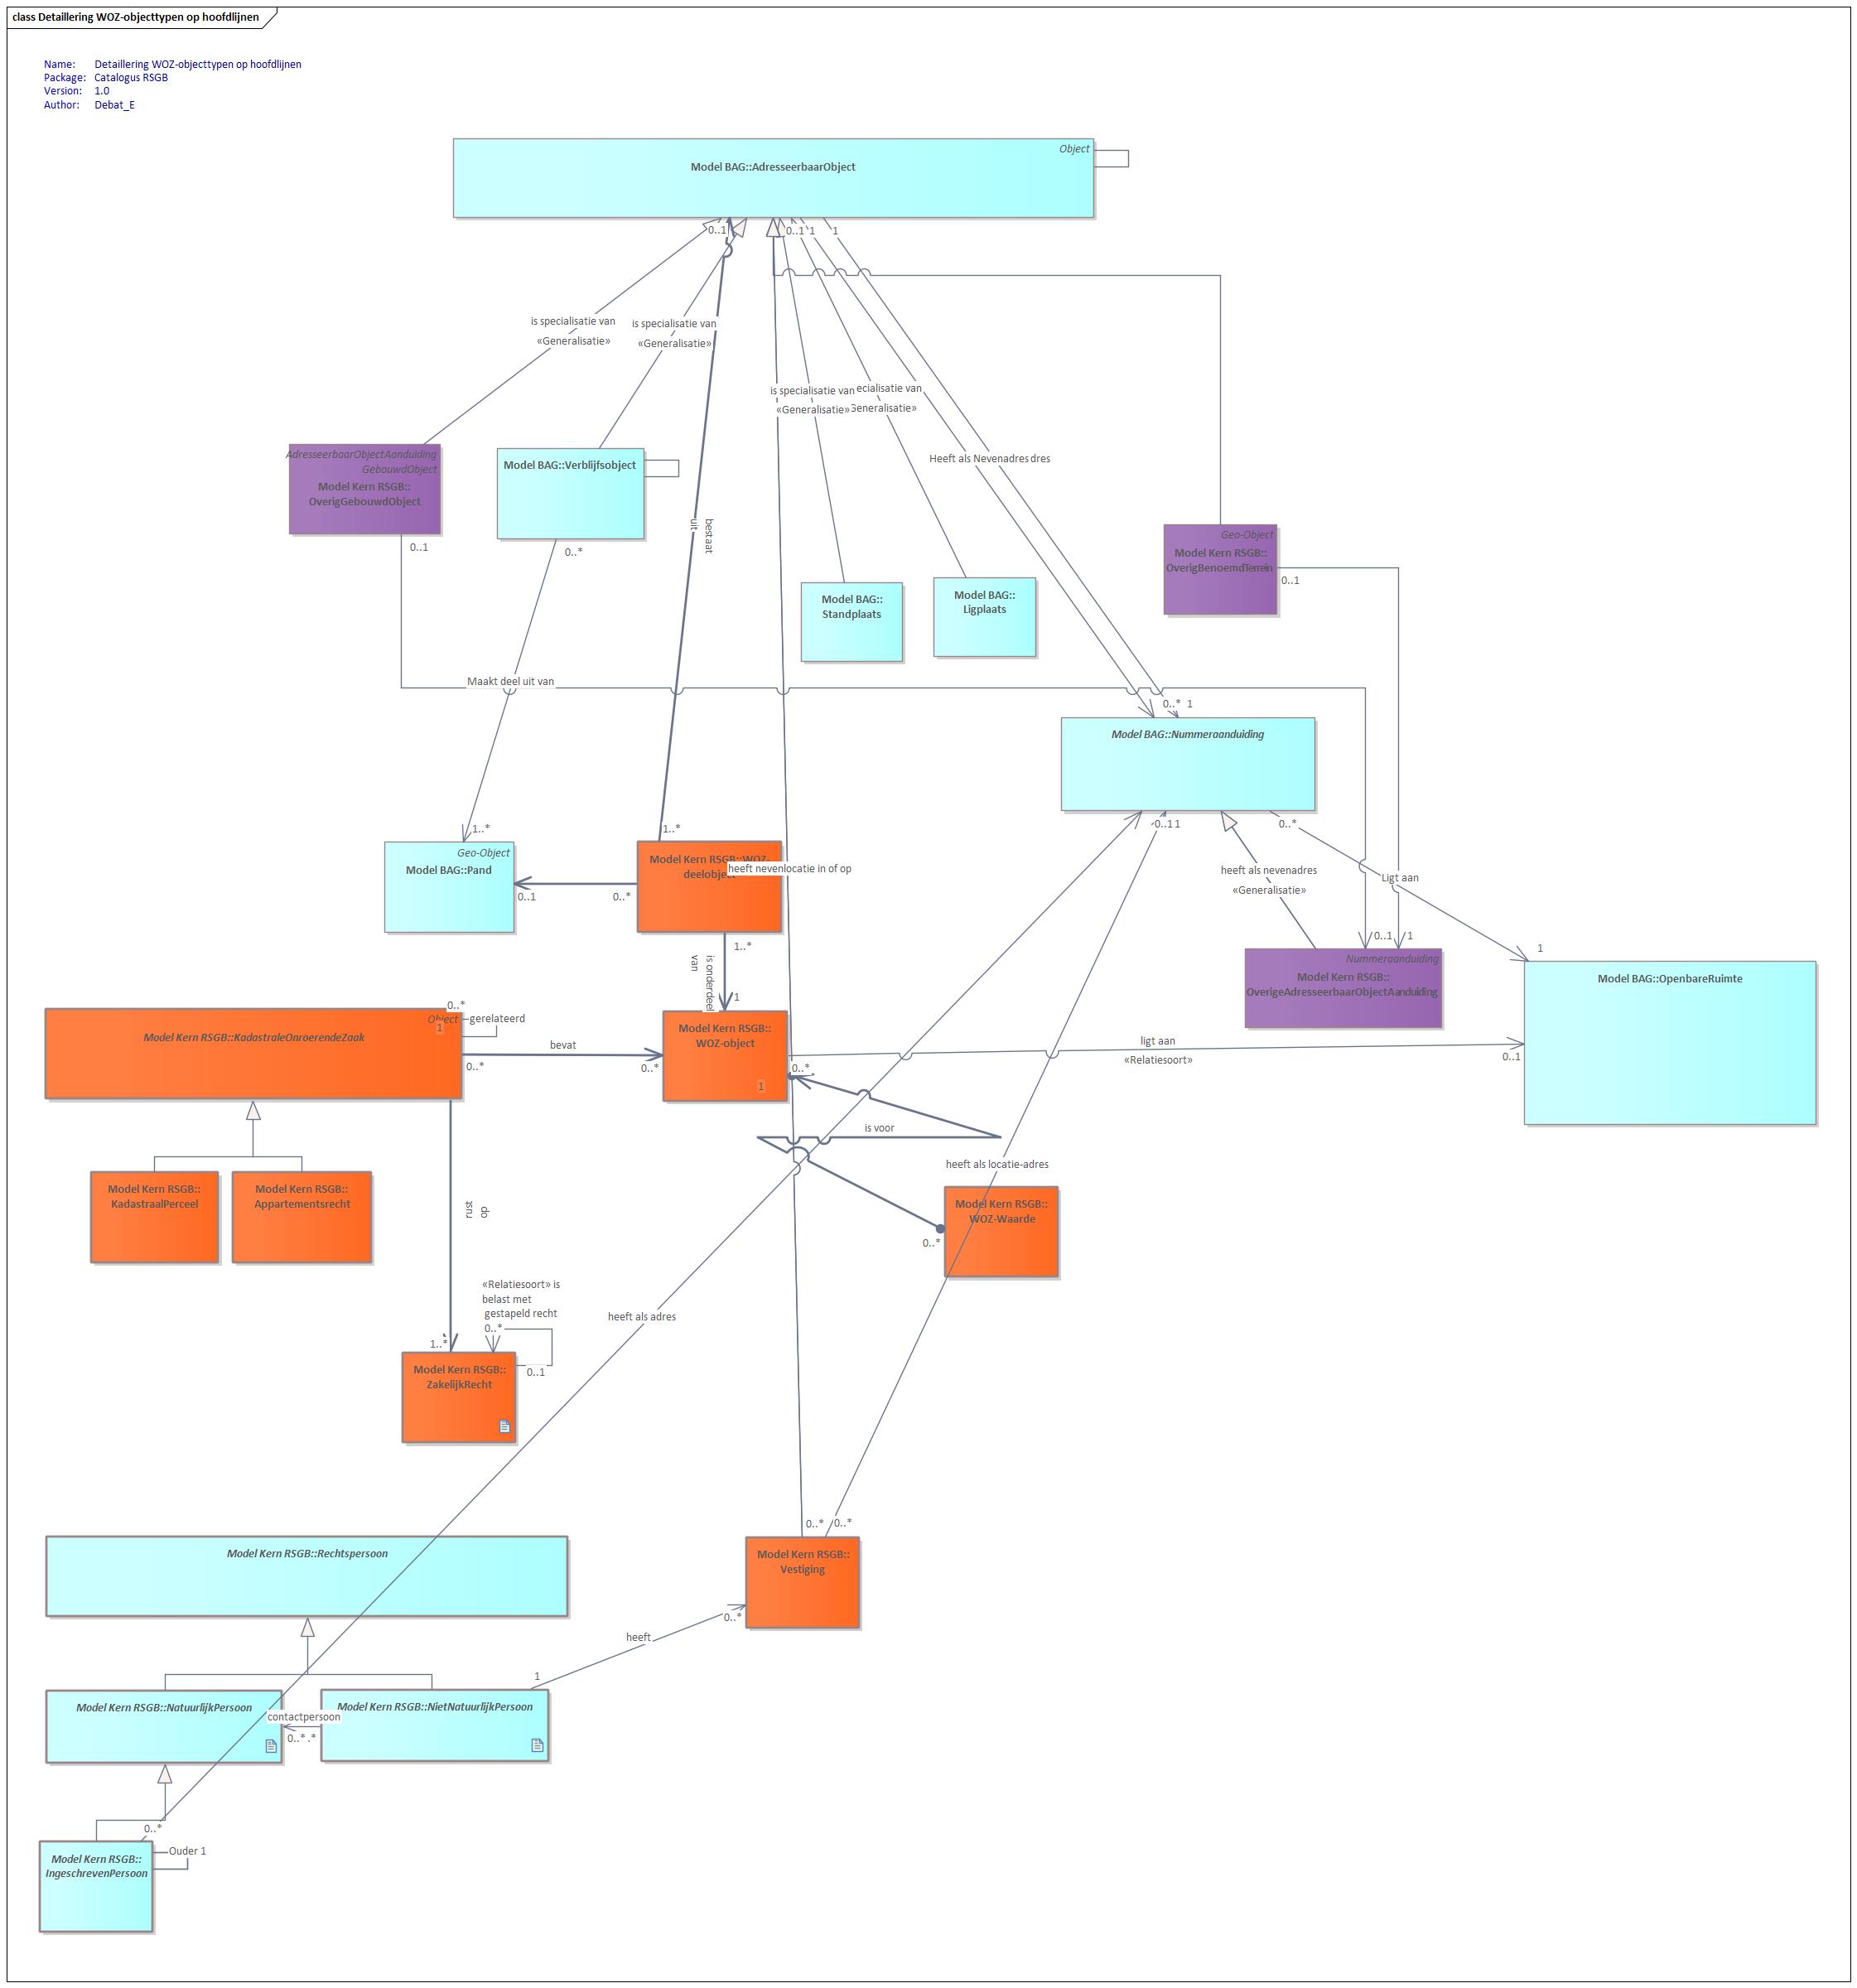 class Detaillering WOZ-objecttypen op hoofdlijnen
Name: Detaillering WOZ-objecttypen op hoofdlijnen
Package: Catalogus RSGB
Version: 1.0
Author: Debat_E
Object
Model BAG::AdresseerbaarObject
0..1
0..1 1
1
is specialisatie van
«Generalisatie»
is specialisatie van
«Generalisatie»
is specialisatie van
«Generalisatie»
ecialisatie van
Generalisatie»
Heeft als Nevenadres dres
AdresseerbaarObjectAanduiding
GebouwdObject
Model Kern RSGB::
OverigGebouwdObject
0..1
Model BAG::Verblijfsobject
0..*
bestaat
uit
Model BAG::
Standplaats
Model BAG::
Ligplaats
Geo-Object
Model Kern RSGB::
OverigBenoemdTerrein
0..1
Maakt deel uit van
0..* 1
Model BAG::Nummeraanduiding
0..1 1
0..*
1..*
Geo-Object
Model BAG::Pand
0..1
0..*
1..*
Model Kern RSGB::WOZ-
deelobject
heeft nevenlocatie in of op
1..*
is onderdeel
van
1
heeft als nevenadres
«Generalisatie»
Ligt aan
0..1
1
1
Nummeraanduiding
Model Kern RSGB::
OverigeAdresseerbaarObjectAanduiding
Model BAG::OpenbareRuimte
0..*
Object
1
gerelateerd
Model Kern RSGB::KadastraleOnroerendeZaak
0..*
bevat
0..*
Model Kern RSGB::
WOZ-object
1
0..*
ligt aan
«Relatiesoort»
0..1
is voor
heeft als locatie-adres
Model Kern RSGB::
KadastraalPerceel
Model Kern RSGB::
Appartementsrecht
rust
op
Model Kern RSGB::
WOZ-Waarde
0..*
«Relatiesoort» is
belast met
gestapeld recht
0..*
0..1
1..*
heeft als adres
Model Kern RSGB::
ZakelijkRecht
0..*
0..*
Model Kern RSGB::Rechtspersoon
Model Kern RSGB::
Vestiging
0..*
heeft
1
Model Kern RSGB::NatuurlijkPersoon
Model Kern RSGB::NietNatuurlijkPersoon
contactpersoon
0..* .*
0..*
Ouder 1
Model Kern RSGB::
IngeschrevenPersoon